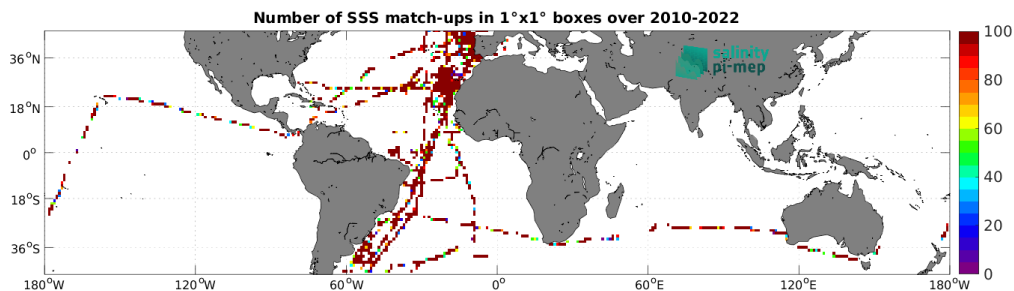 Number of SSS match-ups in 1°x1° boxes over 2010-2022
salinity
pi-mep
36°N
18°N
0°
18°S
36°S
180°W
120°W
60°W
0°
60°E
120°E
180°W
100
80
60
40
20
0